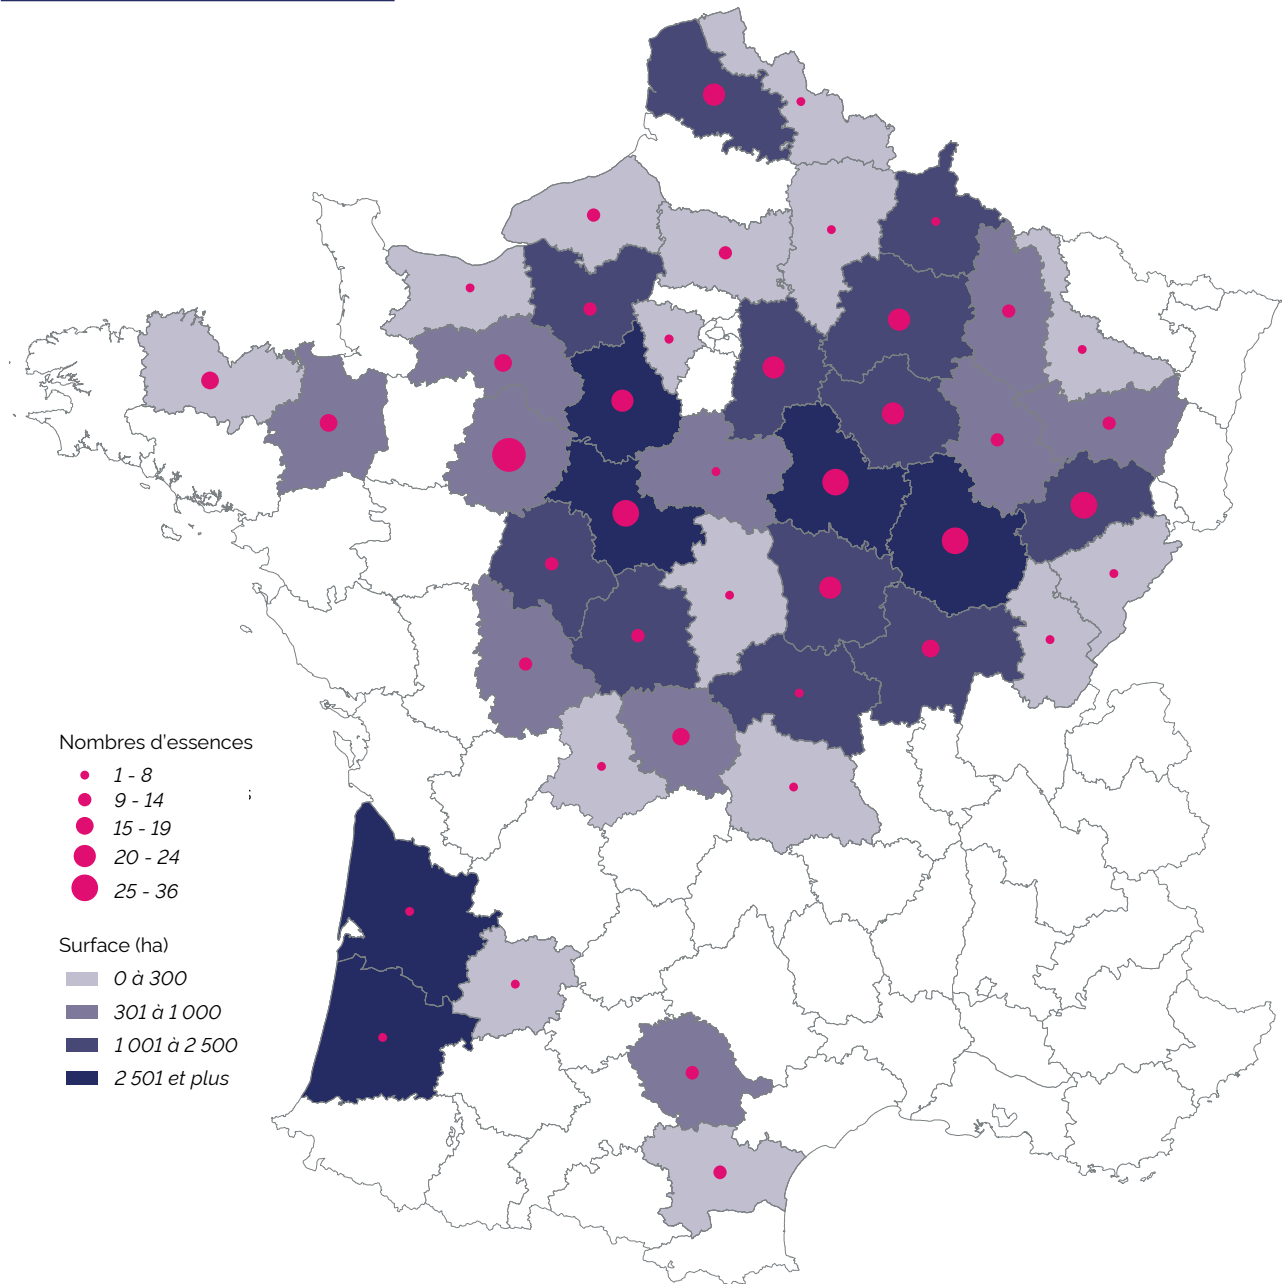 Nombres d'essences
1 - 8
9 - 14
15 - 19
20 - 24
25 - 36
Surface (ha)
0 à 300
301 à 1 000
1 001 à 2 500
2 501 et plus